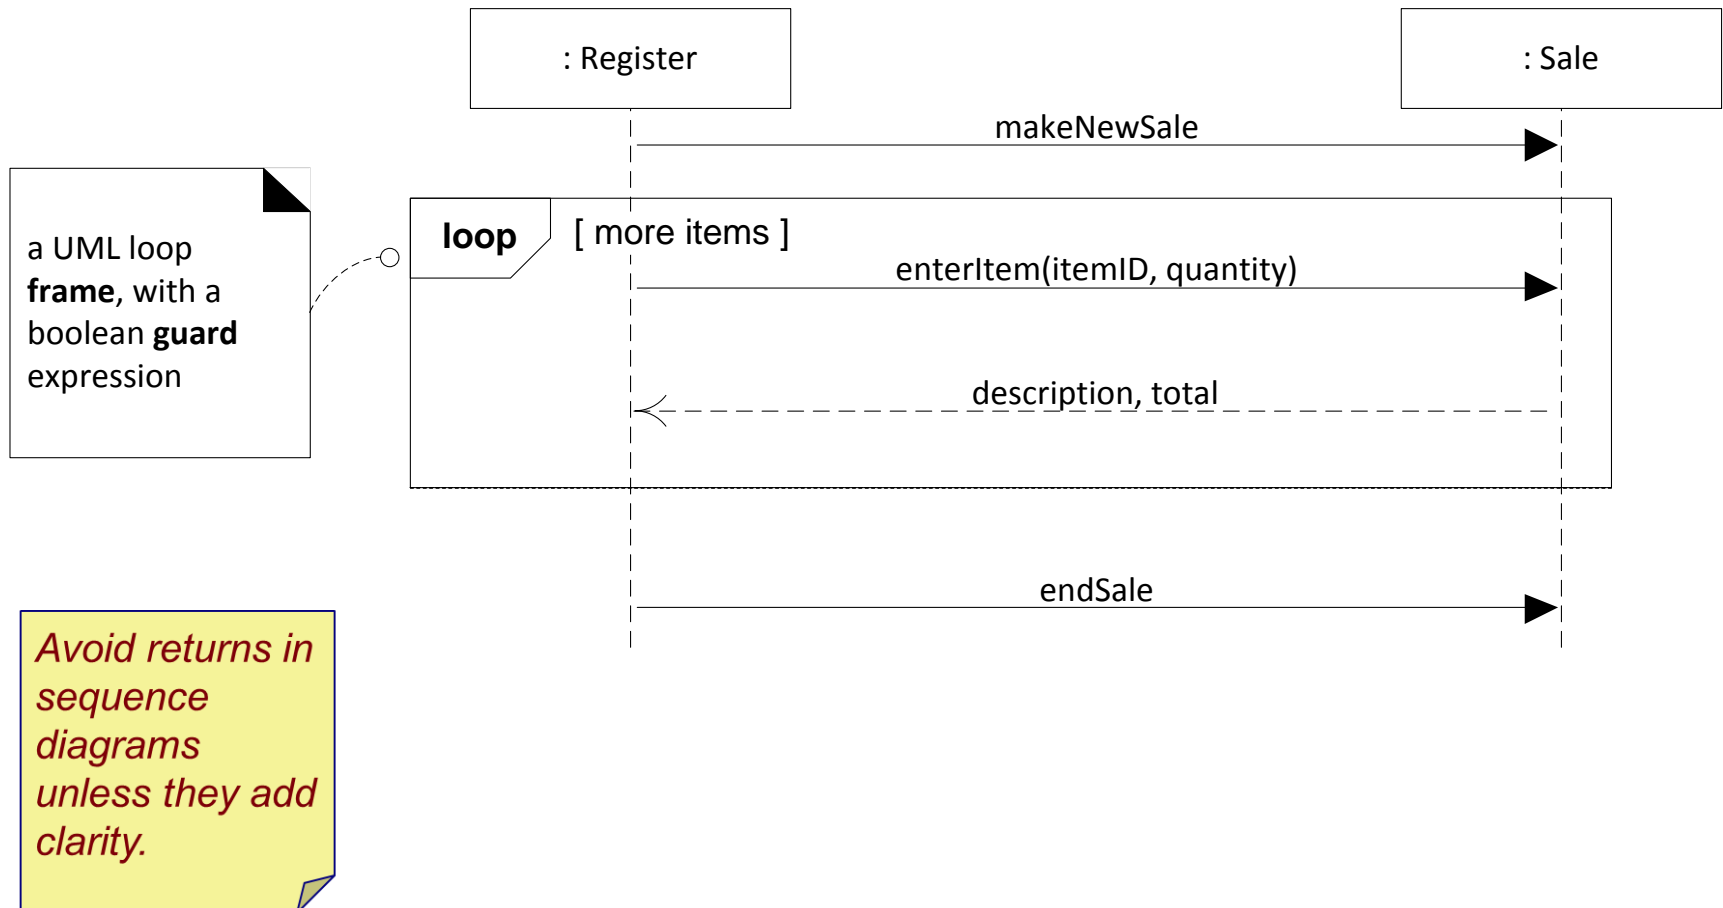 : Register
: Sale
makeNewSale
a UML loop
frame, with a
boolean guard
expression
loop
[ more items ]
enterItem(itemID, quantity)
description, total
endSale
Avoid returns in
sequence
diagrams
unless they add
clarity.